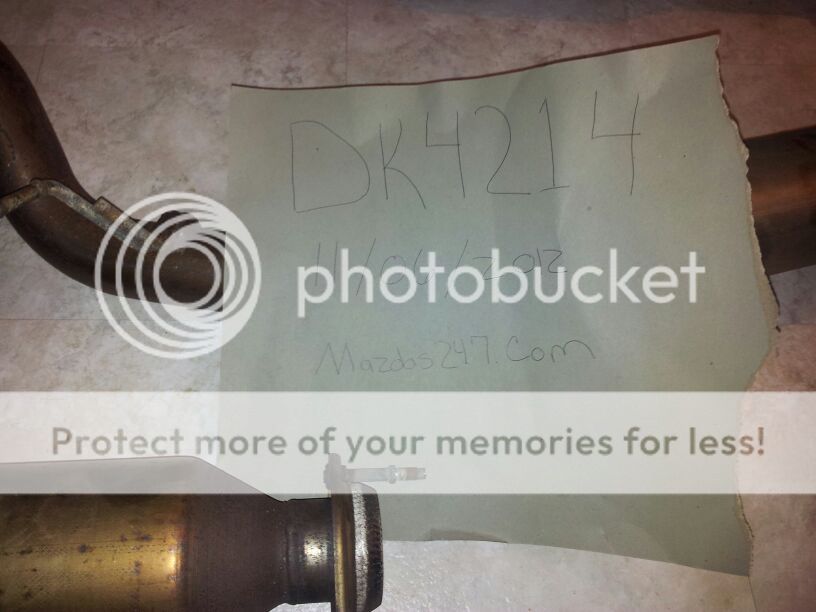 DK4214
11/06/2012
Mazdas247.Com
photobucket
Protect more of your memories for less!